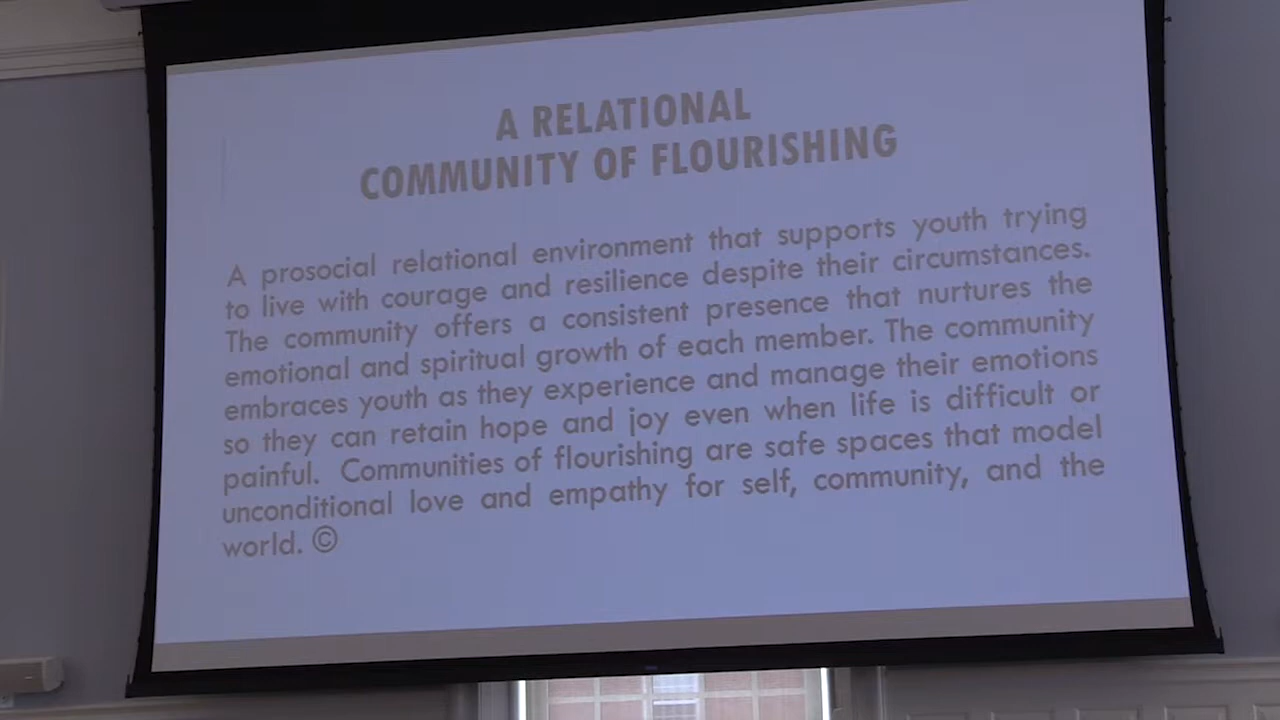 A RELATIONAL
COMMUNITY OF FLOURISHING
A prosocial relational environment that supports youth trying
to live with courage and resilience despite their circumstances.
The community offers a consistent presence that nurtures the
emotional and spiritual growth of each member. The community
embraces youth as they experience and manage their emotions
so they can retain hope and joy even when life is difficult or
painful. Communities of flourishing are safe spaces that model
unconditional love and empathy for self, community, and the
world. ©